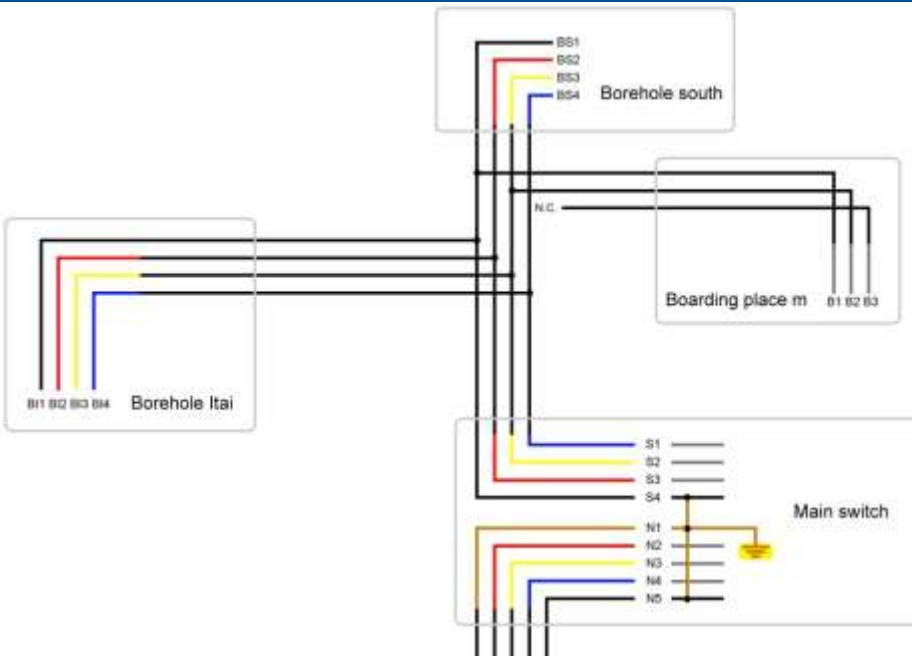 BS1
BS2
BS3
BS4
Borehole south
N.C.
Boarding place m
B1 B2 B3
BI1 BI2 BI3 BI4
Borehole Itai
S1
S2
S3
S4
Main switch
N1
N2
N3
N4
N5